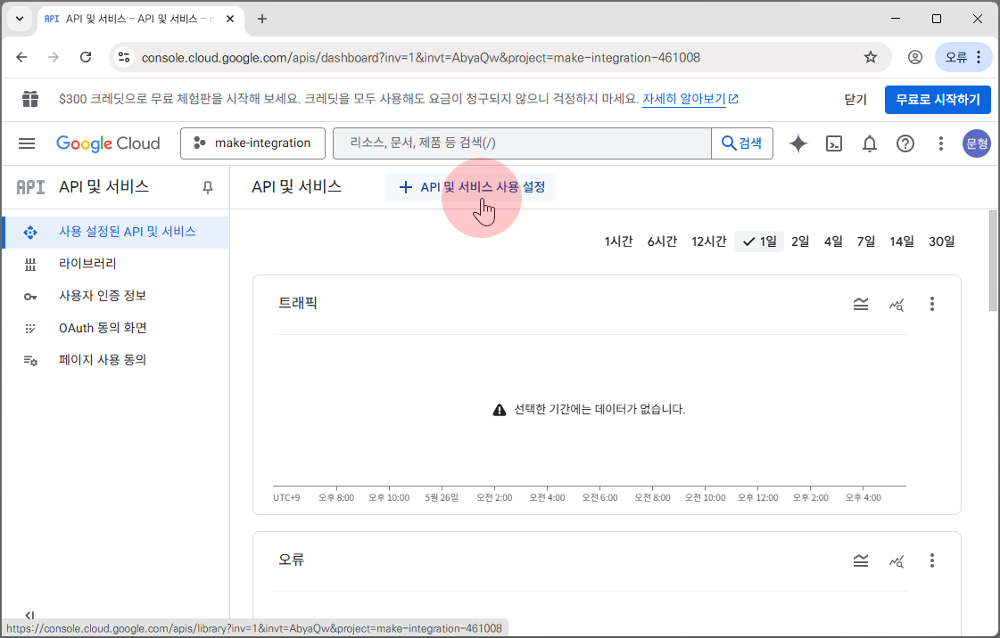 API API 및 서비스 – API 및 서비스 –
console.cloud.google.com/apis/dashboard?inv=1&invt=AbyaQw&project=make-integration-461008
오류
$300 크레딧으로 무료 체험판을 시작해 보세요. 크레딧을 모두 사용해도 요금이 청구되지 않으니 걱정하지 마세요. 자세히 알아보기
닫기
무료로 시작하기
Google Cloud
make-integration
리소스, 문서, 제품 등 검색(/)
검색
문형
API API 및 서비스
API 및 서비스
API 및 서비스 사용 설정
사용 설정된 API 및 서비스
라이브러리
사용자 인증 정보
OAuth 동의 화면
페이지 사용 동의
1시간 6시간 12시간 1일 2일 4일 7일 14일 30일
트래픽
선택한 기간에는 데이터가 없습니다.
UTC+9 오후 8:00 오후 10:00 5월 26일 오전 2:00 오전 4:00 오전 6:00 오전 8:00 오전 10:00 오후 12:00 오후 2:00 오후 4:00
오류
https://console.cloud.google.com/apis/library?inv=1&invt=AbyaQw&project=make-integration-461008